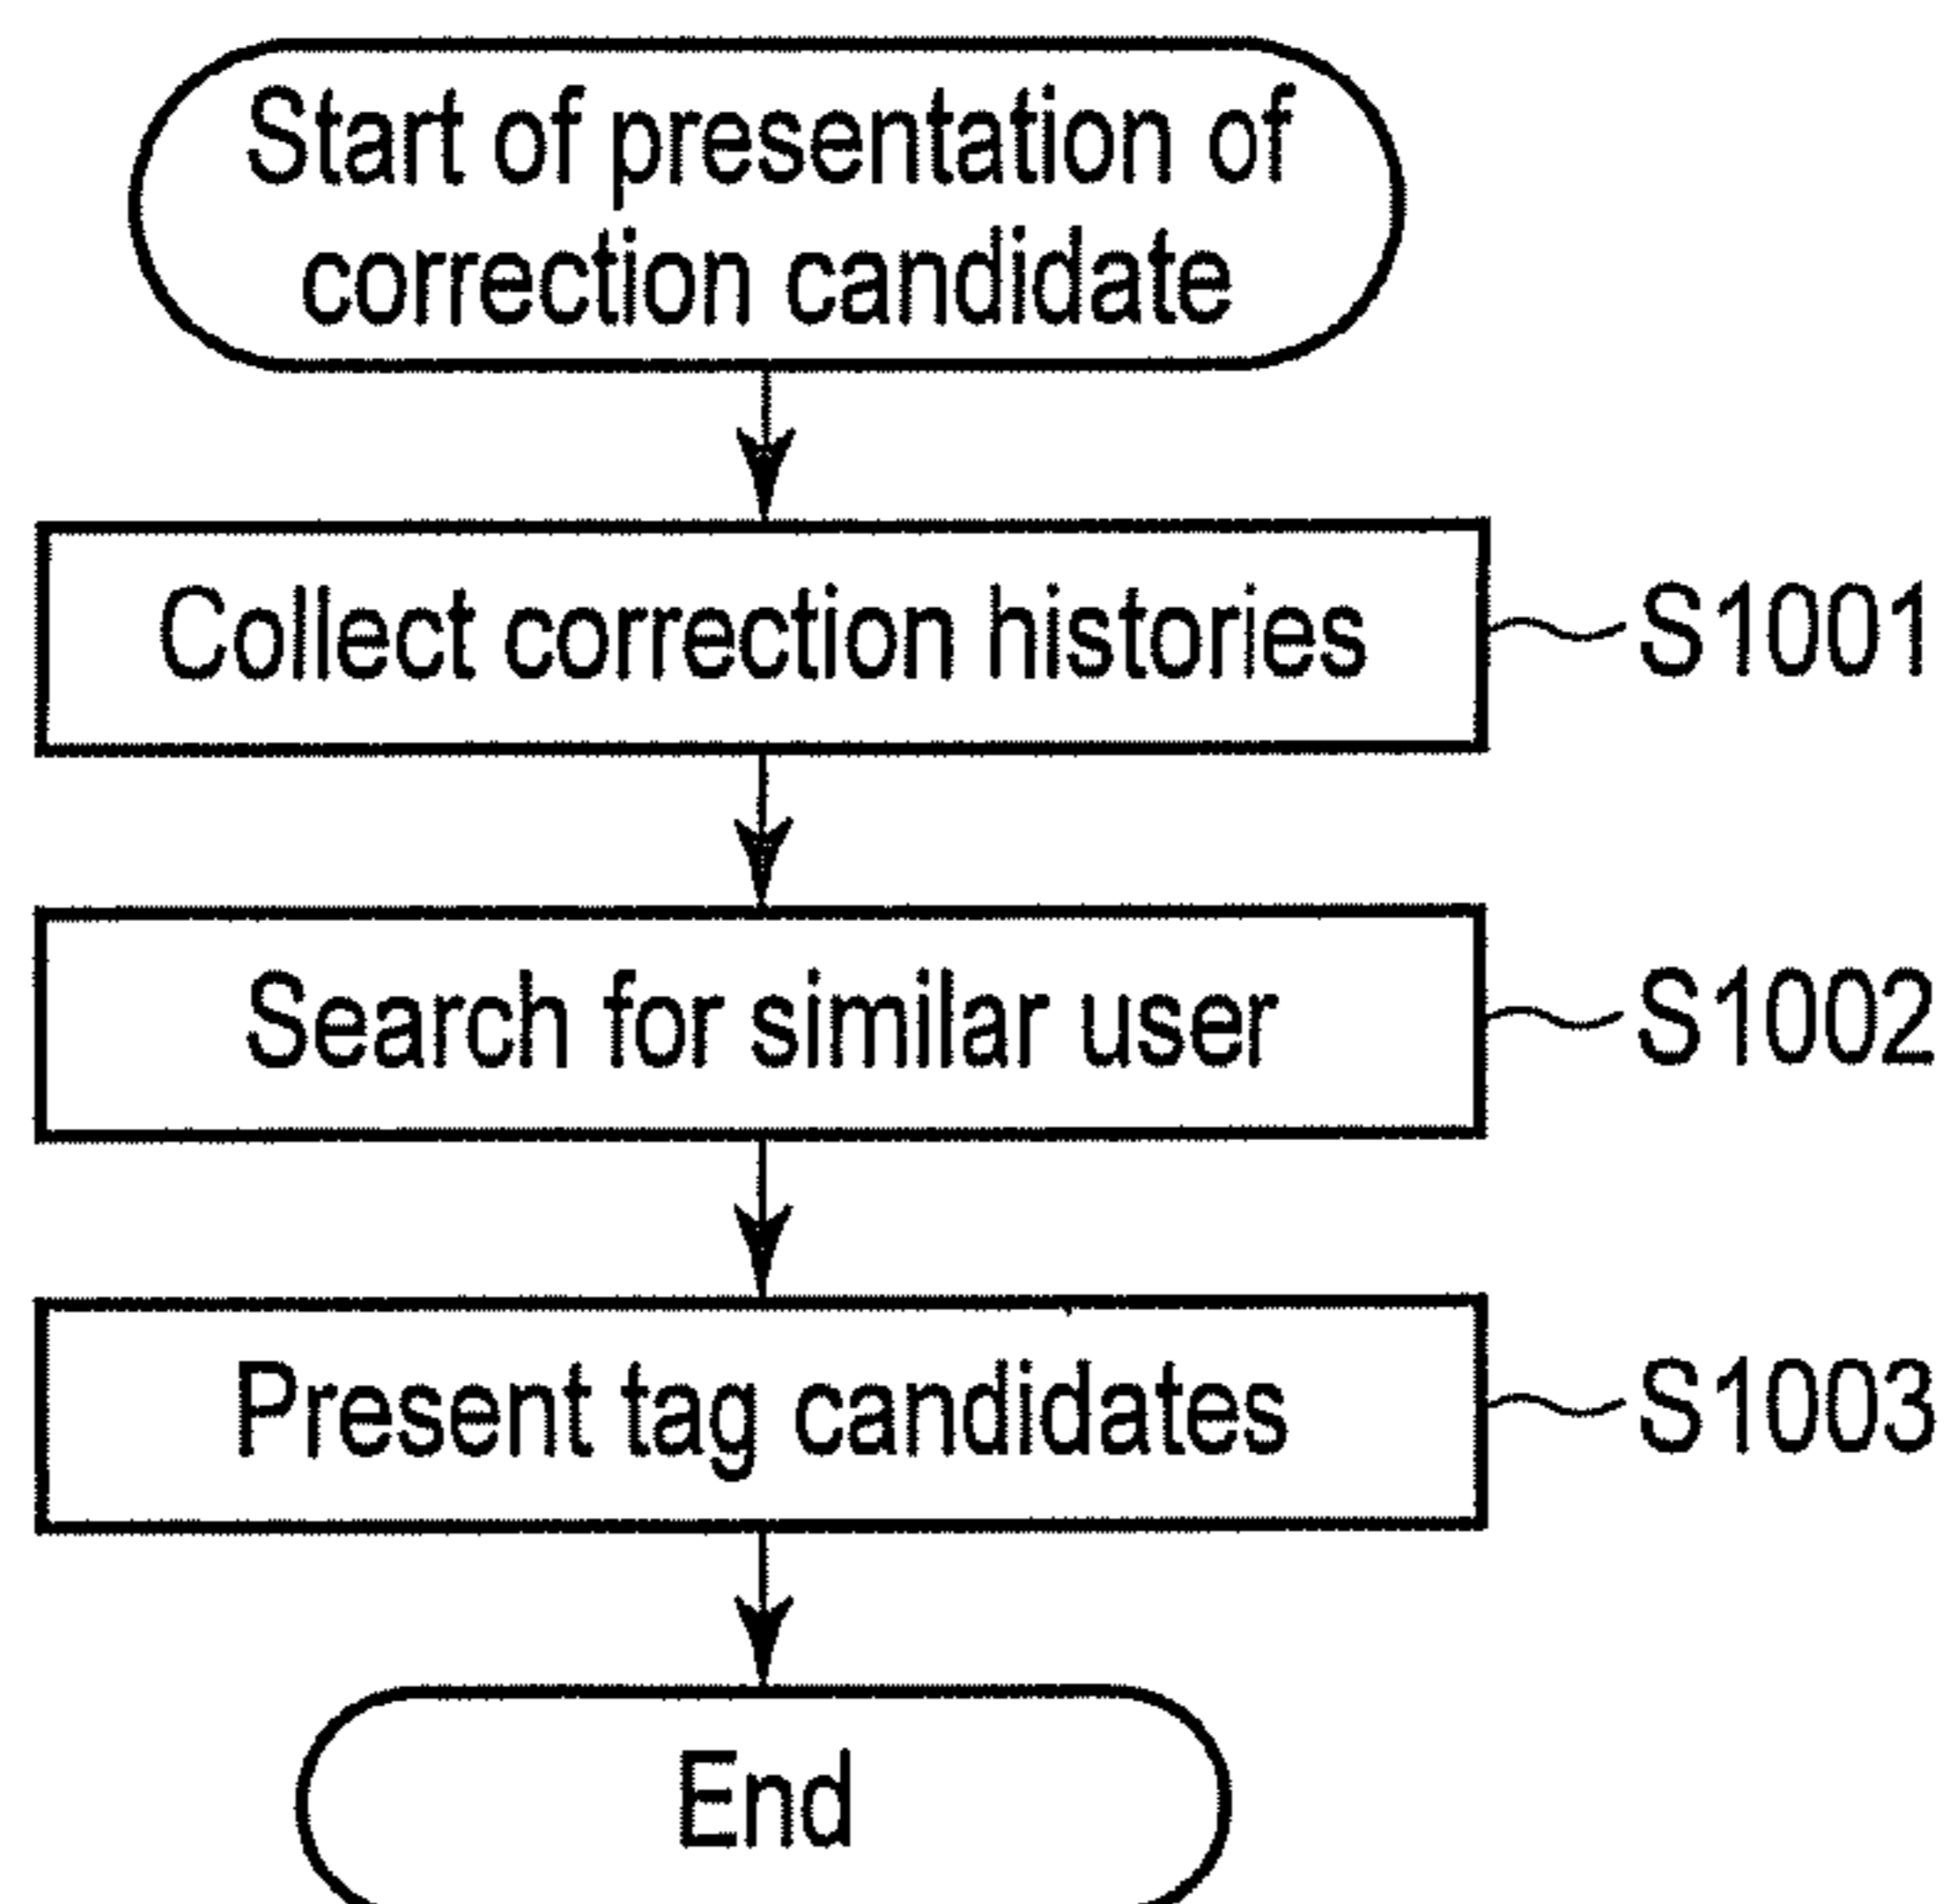 Start of presentation of
correction candidate
Collect correction histories
S1001
Search for similar user
S1002
Present tag candidates
S1003
End